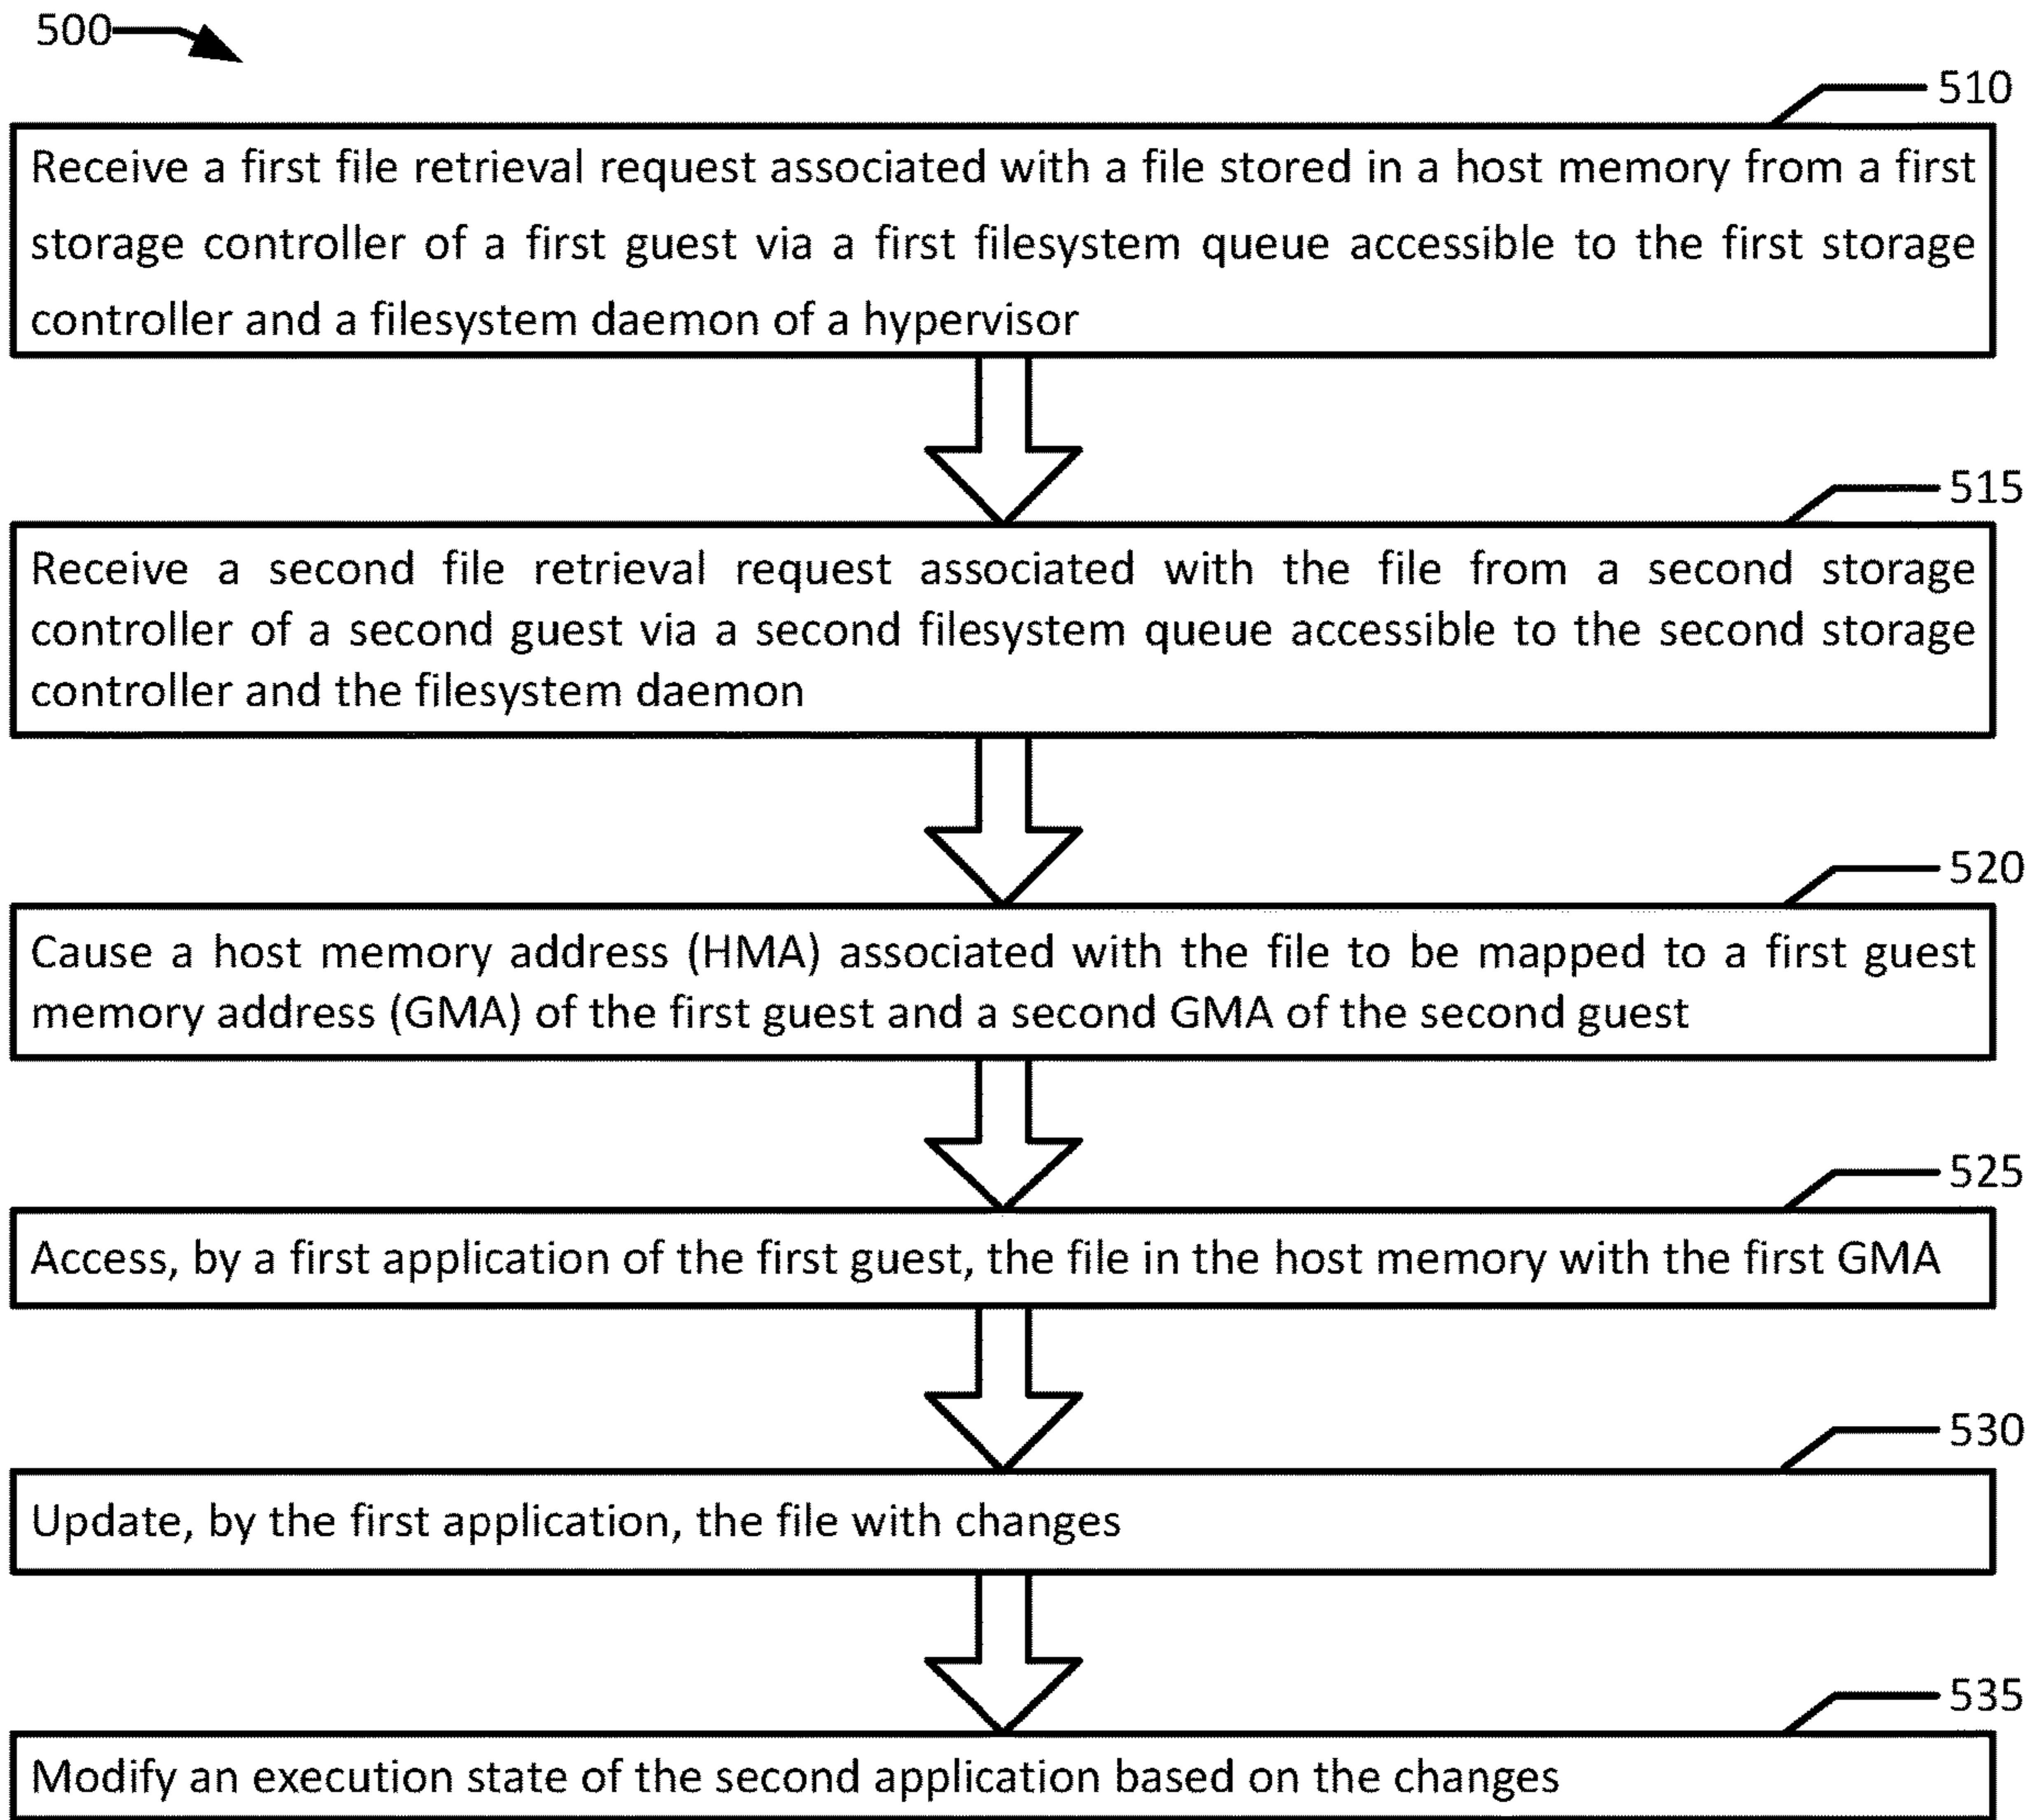 500
510
Receive a first file retrieval request associated with a file stored in a host memory from a first
storage controller of a first guest via a first filesystem queue accessible to the first storage
controller and a filesystem daemon of a hypervisor
515
Receive a second file retrieval request associated with the file from a second storage
controller of a second guest via a second filesystem queue accessible to the second storage
controller and the filesystem daemon
520
Cause a host memory address (HMA) associated with the file to be mapped to a first guest
memory address (GMA) of the first guest and a second GMA of the second guest
525
Access, by a first application of the first guest, the file in the host memory with the first GMA
530
Update, by the first application, the file with changes
535
Modify an execution state of the second application based on the changes